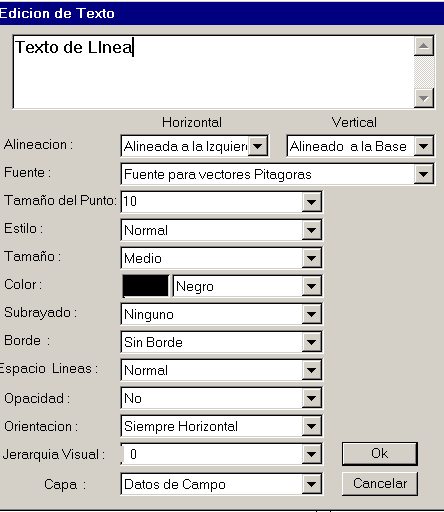 Edicion de Texto
Texto de LInea
Horizontal Vertical
Alineacion : Alineada a la Izquier Alineado a la Base
Fuente : Fuente para vectores Pitagoras
Tamaño del Punto: 10
Estilo : Normal
Tamaño : Medio
Color : Negro
Subrayado : Ninguno
Borde : Sin Borde
Espacio Lineas : Normal
Opacidad : No
Orientacion : Siempre Horizontal
Jerarquia Visual : 0 Ok
Capa : Datos de Campo Cancelar